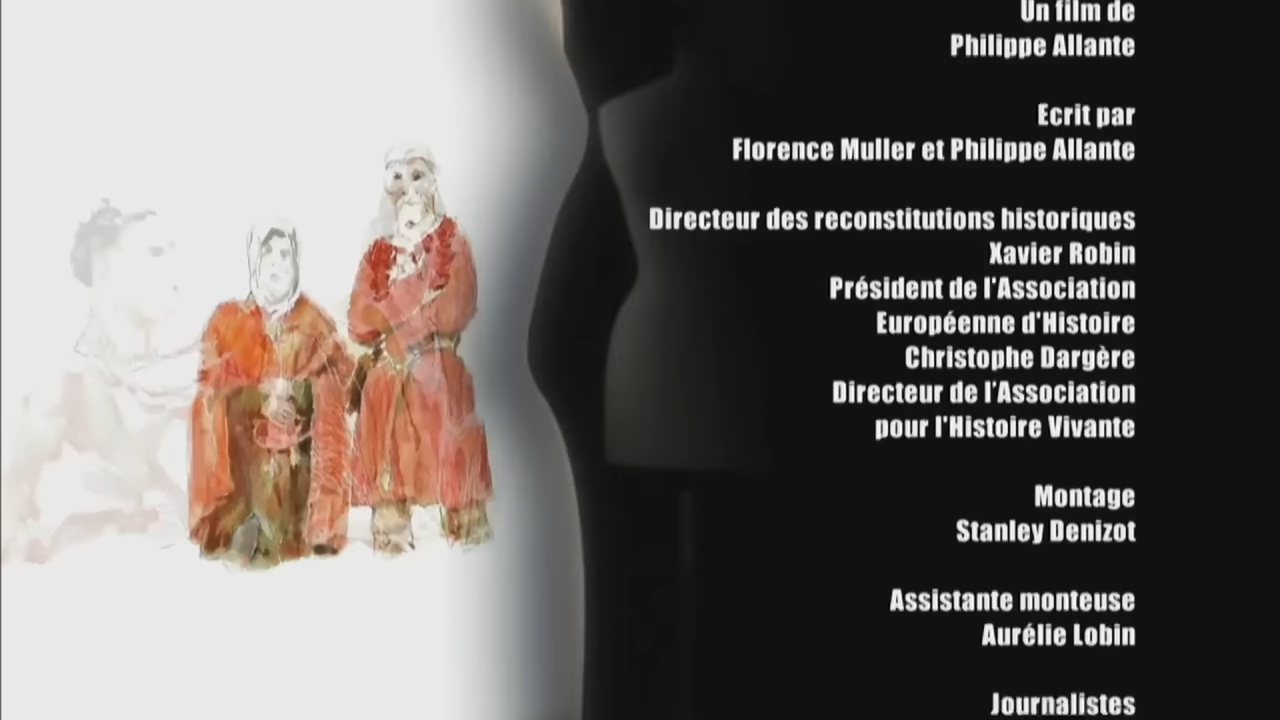 Un film de
Philippe Allante
Ecrit par
Florence Muller et Philippe Allante
Directeur des reconstitutions historiques
Xavier Robin
Président de l'Association
Européenne d'Histoire
Christophe Dargère
Directeur de l'Association
pour l'Histoire Vivante
Montage
Stanley Denizot
Assistante monteuse
Aurélie Lobin
Journalistes